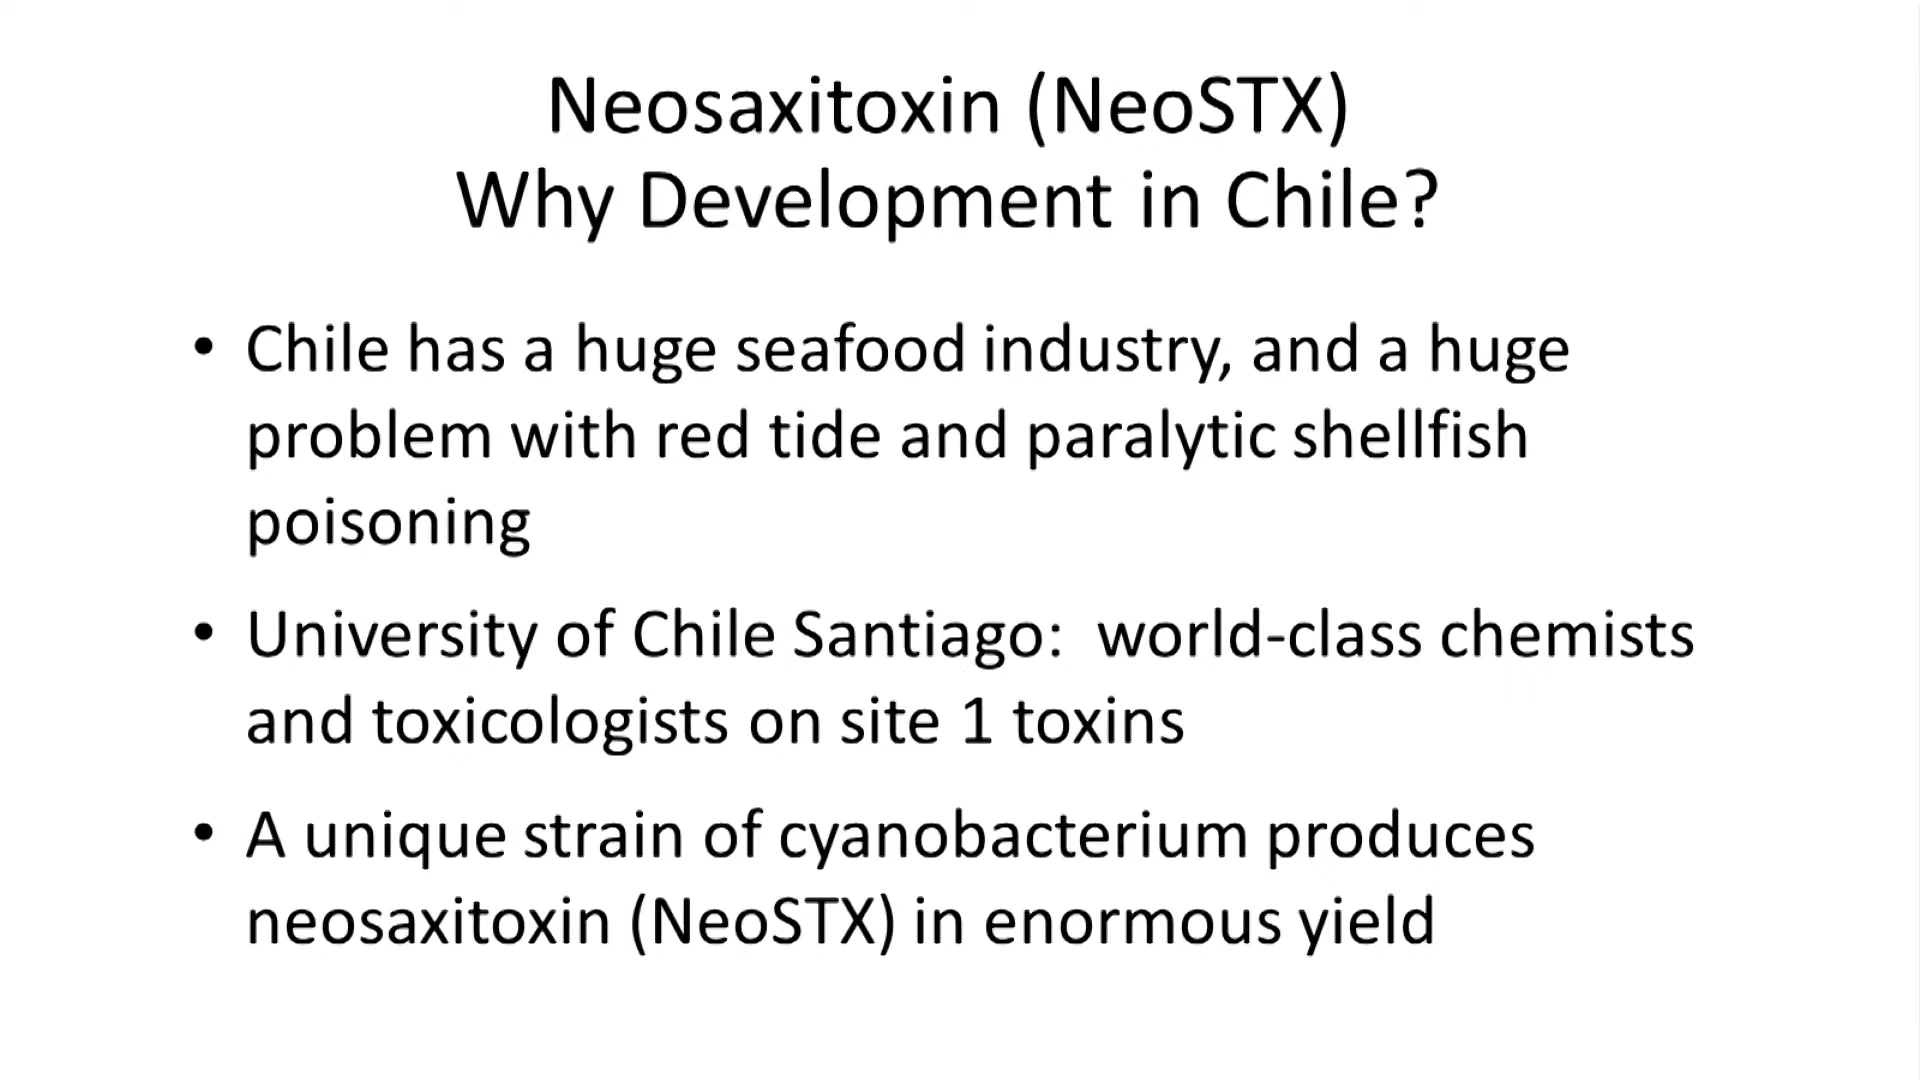 Neosaxitoxin (NeoSTX)
Why Development in Chile?
• Chile has a huge seafood industry, and a huge
problem with red tide and paralytic shellfish
poisoning
• University of Chile Santiago:  world-class chemists
and toxicologists on site 1 toxins
• A unique strain of cyanobacterium produces
neosaxitoxin (NeoSTX) in enormous yield